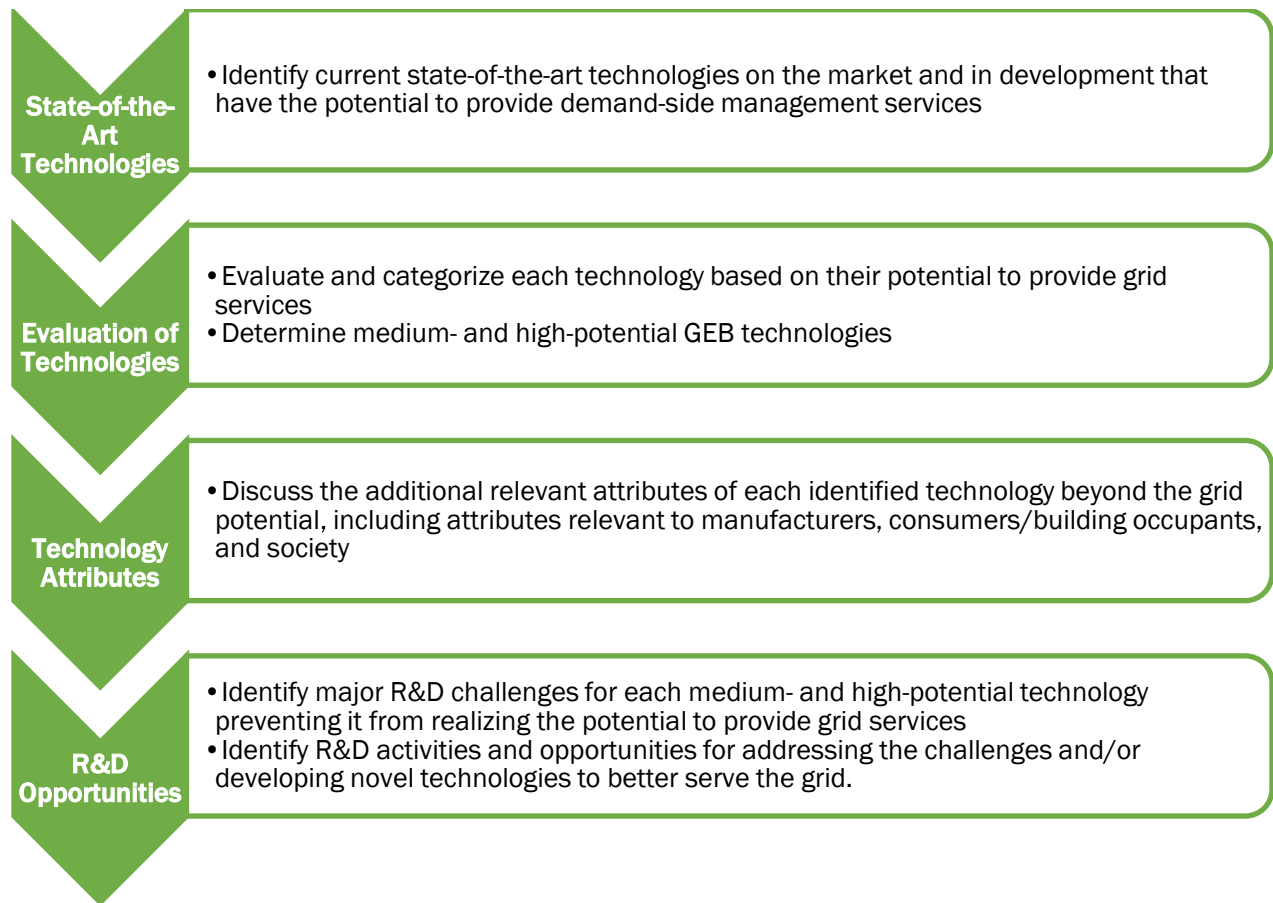 State-of-the-
Art
Technologies
•Identify current state-of-the-art technologies on the market and in development that
have the potential to provide demand-side management services
Evaluation of
Technologies
•Evaluate and categorize each technology based on their potential to provide grid
services
•Determine medium- and high-potential GEB technologies
Technology
Attributes
•Discuss the additional relevant attributes of each identified technology beyond the grid
potential, including attributes relevant to manufacturers, consumers/building occupants,
and society
R&D
Opportunities
•Identify major R&D challenges for each medium- and high-potential technology
preventing it from realizing the potential to provide grid services
•Identify R&D activities and opportunities for addressing the challenges and/or
developing novel technologies to better serve the grid.